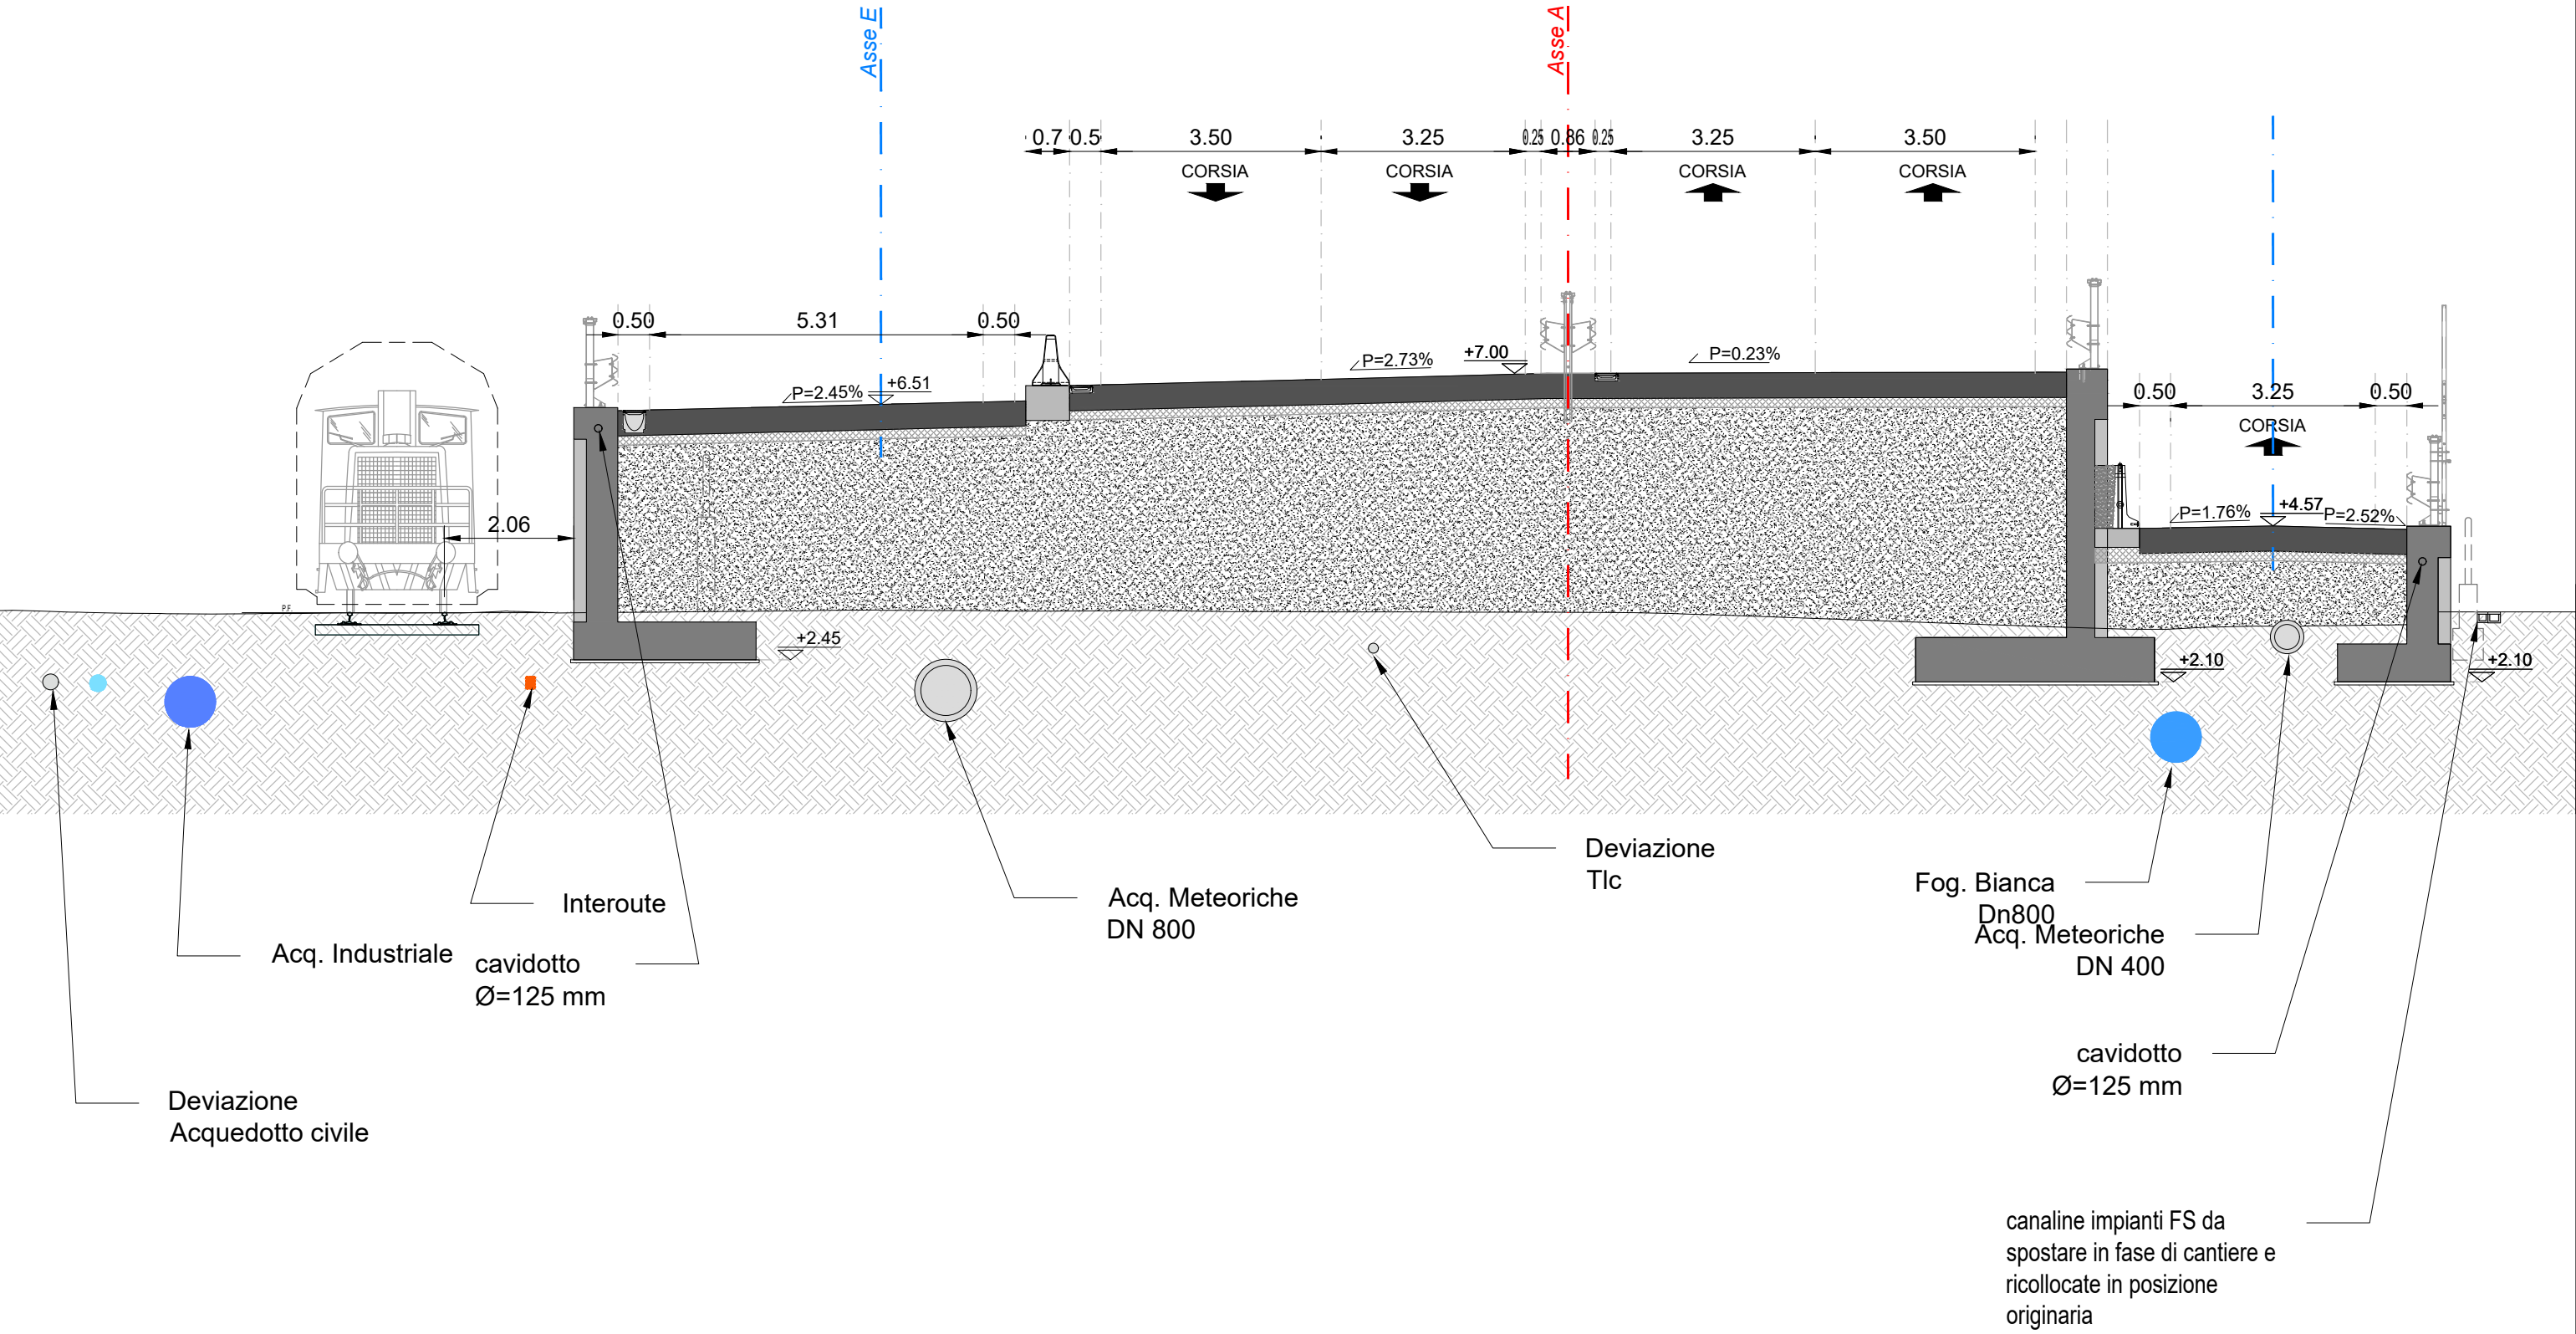 Asse E
Asse A
0.7 0.5 3.50 3.25 0.25 0.86 0.25 3.25 3.50
CORSIA CORSIA CORSIA CORSIA
0.50 5.31 0.50
P=2.73% +7.00 P=0.23%
P=2.45% +6.51
0.50 3.25 0.50
CORSIA
P=1.76% +4.57 P=2.52%
2.06
P.F.
+2.45
+2.10 +2.10
Deviazione
Tlc
Interoute
Acq. Meteoriche
DN 800
Fog. Bianca
Dn800
Acq. Meteoriche
DN 400
Acq. Industriale
cavidotto
Ø=125 mm
cavidotto
Ø=125 mm
Deviazione
Acquedotto civile
canaline impianti FS da
spostare in fase di cantiere e
ricollocate in posizione
originaria